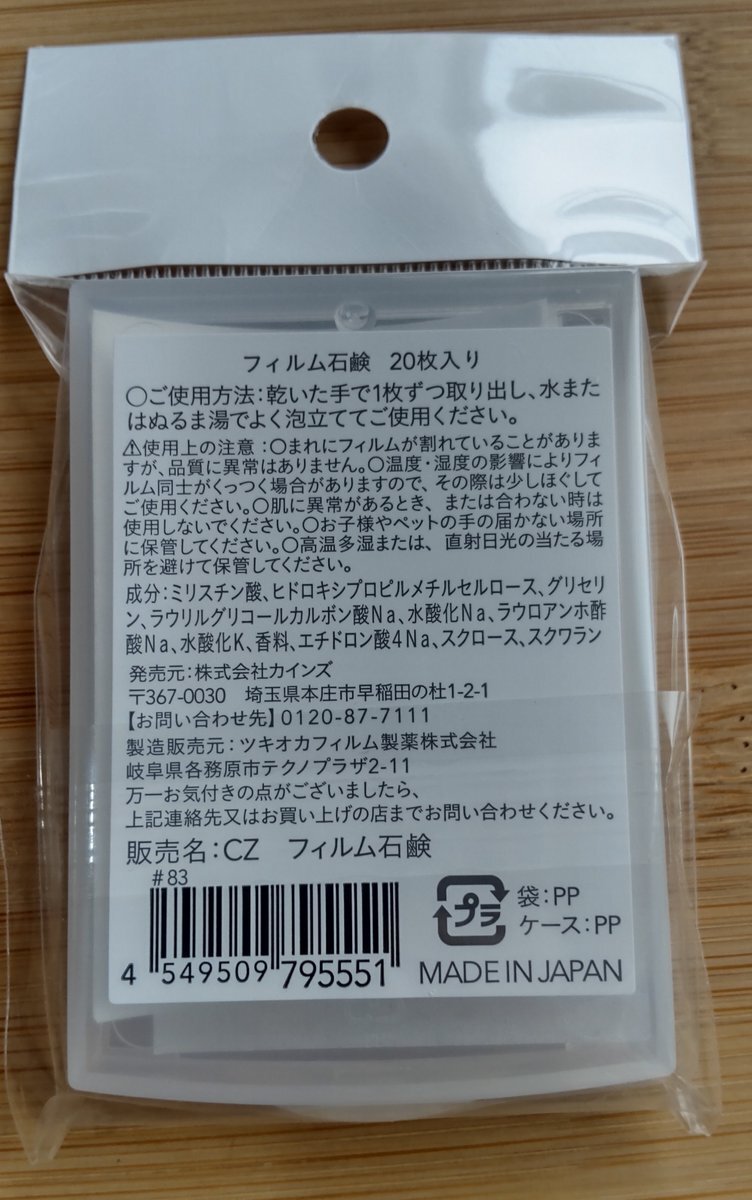 フィルム石鹸 20枚入り
〇ご使用方法：乾いた手で1枚ずつ取り出し、水また
はぬるま湯でよく泡立ててご使用ください。
⚠使用上の注意：〇まれにフィルムが割れていることがありま
すが、品質に異常はありません。〇温度・湿度の影響によりフィ
ルム同士がくっつく場合がありますので、その際は少しほぐして
ご使用ください。〇肌に異常があるとき、または合わない時は
使用しないでください。〇お子様やペットの手の届かない場所
に保管してください。〇高温多湿または、直射日光の当たる場
所を避けて保管してください。
成分：ミリスチン酸、ヒドロキシプロピルメチルセルロース、グリセリ
ン、ラウリルグリコールカルボン酸Na、水酸化Na、ラウロアンホ酢
酸Na、水酸化K、香料、エチドロン酸4Na、スクロース、スクワラン
発売元：株式会社カインズ
〒367-0030 埼玉県本庄市早稲田の杜1-2-1
【お問い合わせ先】0120-87-7111
製造販売元：ツキオカフィルム製薬株式会社
岐阜県各務原市テクノプラザ2-11
万一お気付きの点がございましたら、
上記連絡先又はお買い上げの店までお問い合わせください。
販売名：CZ フィルム石鹸
#83
4 549509 795551
プラ
袋：PP
ケース：PP
MADE IN JAPAN